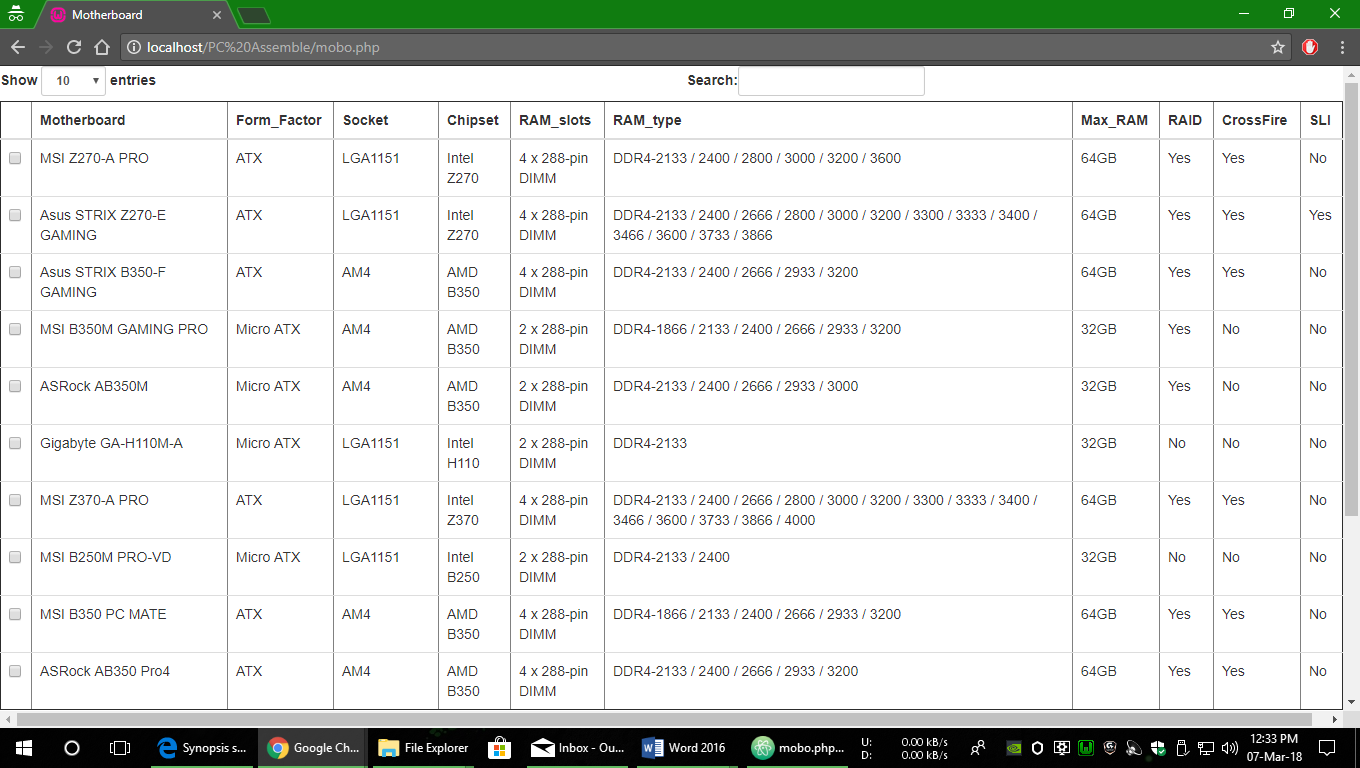 Motherboard
localhost/PC%20Assemble/mobo.php
Show 10 entries Search:
Motherboard Form_Factor Socket Chipset RAM_slots RAM_type Max_RAM RAID CrossFire SLI
MSI Z270-A PRO ATX LGA1151 Intel 4 x 288-pin DDR4-2133 / 2400 / 2800 / 3000 / 3200 / 3600 64GB Yes Yes No
Z270 DIMM
Asus STRIX Z270-E ATX LGA1151 Intel 4 x 288-pin DDR4-2133 / 2400 / 2666 / 2800 / 3000 / 3200 / 3300 / 3333 / 3400 / 64GB Yes Yes Yes
GAMING Z270 DIMM 3466 / 3600 / 3733 / 3866
Asus STRIX B350-F ATX AM4 AMD 4 x 288-pin DDR4-2133 / 2400 / 2666 / 2933 / 3200 64GB Yes Yes No
GAMING B350 DIMM
MSI B350M GAMING PRO Micro ATX AM4 AMD 2 x 288-pin DDR4-1866 / 2133 / 2400 / 2666 / 2933 / 3200 32GB Yes No No
B350 DIMM
ASRock AB350M Micro ATX AM4 AMD 2 x 288-pin DDR4-2133 / 2400 / 2666 / 2933 / 3000 32GB Yes No No
B350 DIMM
Gigabyte GA-H110M-A Micro ATX LGA1151 Intel 2 x 288-pin DDR4-2133 32GB No No No
H110 DIMM
MSI Z370-A PRO ATX LGA1151 Intel 4 x 288-pin DDR4-2133 / 2400 / 2666 / 2800 / 3000 / 3200 / 3300 / 3333 / 3400 / 64GB Yes Yes No
Z370 DIMM 3466 / 3600 / 3733 / 3866 / 4000
MSI B250M PRO-VD Micro ATX LGA1151 Intel 2 x 288-pin DDR4-2133 / 2400 32GB No No No
B250 DIMM
MSI B350 PC MATE ATX AM4 AMD 4 x 288-pin DDR4-1866 / 2133 / 2400 / 2666 / 2933 / 3200 64GB Yes Yes No
B350 DIMM
ASRock AB350 Pro4 ATX AM4 AMD 4 x 288-pin DDR4-2133 / 2400 / 2666 / 2933 / 3200 64GB Yes Yes No
B350 DIMM
Synopsis s... Google Ch... File Explorer Inbox - Ou... Word 2016 mobo.php...
U: 0.00 kB/s
D: 0.00 kB/s
12:33 PM
07-Mar-18